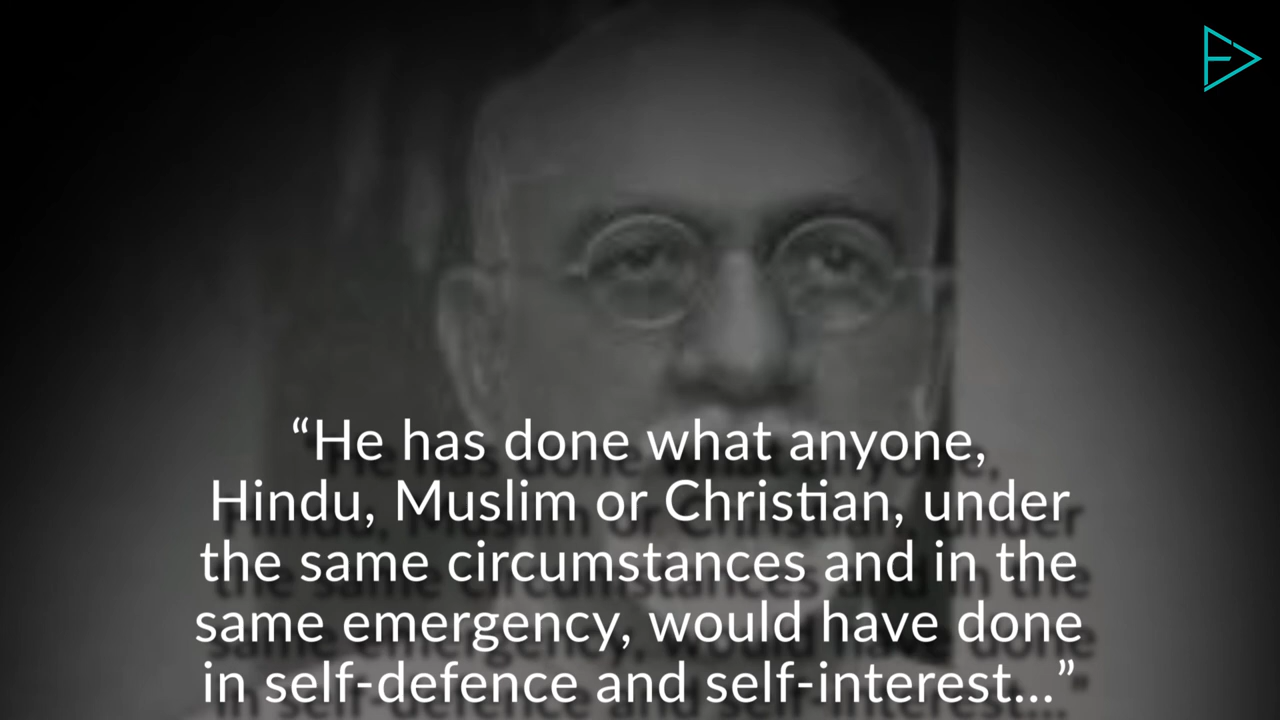 “He has done what anyone,
Hindu, Muslim or Christian, under
the same circumstances and in the
same emergency, would have done
in self-defence and self-interest...”